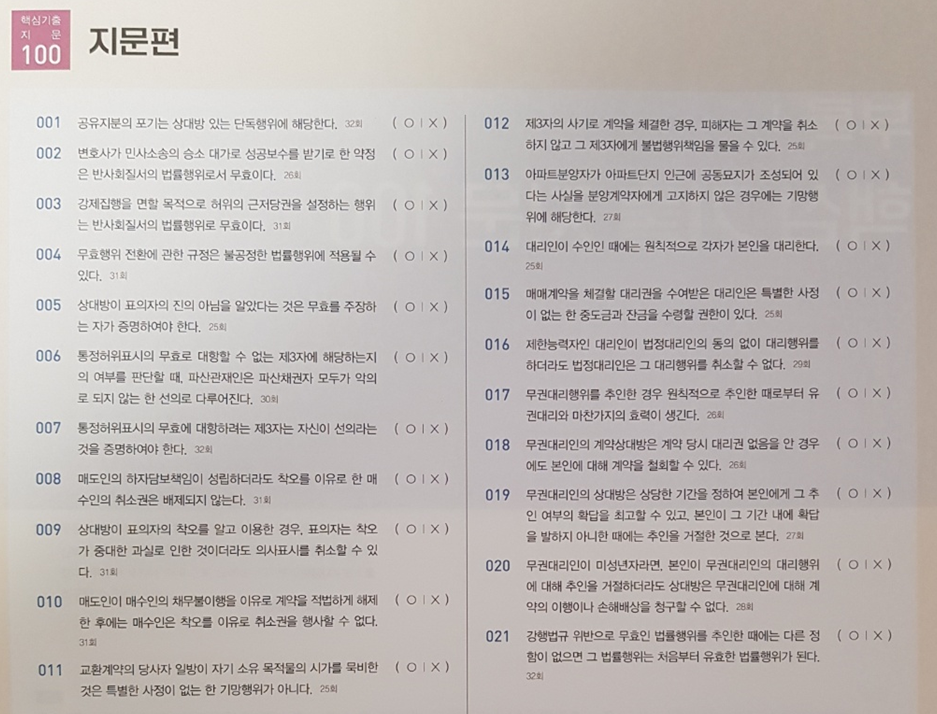 핵심기출
지 문
100
지문편
001 공유지분의 포기는 상대방 있는 단독행위에 해당한다. 32회 ( O | X )
002 변호사가 민사소송의 승소 대가로 성공보수를 받기로 한 약정 ( O | X )
은 반사회질서의 법률행위로서 무효이다. 26회
003 강제집행을 면할 목적으로 허위의 근저당권을 설정하는 행위 ( O | X )
는 반사회질서의 법률행위로 무효이다. 31회
004 무효행위 전환에 관한 규정은 불공정한 법률행위에 적용될 수 ( O | X )
있다. 31회
005 상대방이 표의자의 진의 아님을 알았다는 것은 무효를 주장하 ( O | X )
는 자가 증명하여야 한다. 25회
006 통정허위표시의 무효로 대항할 수 없는 제3자에 해당하는지 ( O | X )
의 여부를 판단할 때, 파산관재인은 파산채권자 모두가 악의
로 되지 않는 한 선의로 다루어진다. 30회
007 통정허위표시의 무효에 대항하려는 제3자는 자신이 선의라는 ( O | X )
것을 증명하여야 한다. 32회
008 매도인의 하자담보책임이 성립하더라도 착오를 이유로 한 매 ( O | X )
수인의 취소권은 배제되지 않는다. 31회
009 상대방이 표의자의 착오를 알고 이용한 경우, 표의자는 착오 ( O | X )
가 중대한 과실로 인한 것이더라도 의사표시를 취소할 수 있
다. 31회
010 매도인이 매수인의 채무불이행을 이유로 계약을 적법하게 해제 ( O | X )
한 후에는 매수인은 착오를 이유로 취소권을 행사할 수 없다.
31회
011 교환계약의 당사자 일방이 자기 소유 목적물의 시가를 묵비한 ( O | X )
것은 특별한 사정이 없는 한 기망행위가 아니다. 25회
012 제3자의 사기로 계약을 체결한 경우, 피해자는 그 계약을 취소 ( O | X )
하지 않고 그 제3자에게 불법행위책임을 물을 수 있다. 25회
013 아파트분양자가 아파트단지 인근에 공동묘지가 조성되어 있 ( O | X )
다는 사실을 분양계약자에게 고지하지 않은 경우에는 기망행
위에 해당한다. 27회
014 대리인이 수인인 때에는 원칙적으로 각자가 본인을 대리한다. ( O | X )
25회
015 매매계약을 체결할 대리권을 수여받은 대리인은 특별한 사정 ( O | X )
이 없는 한 중도금과 잔금을 수령할 권한이 있다. 25회
016 제한능력자인 대리인이 법정대리인의 동의 없이 대리행위를 ( O | X )
하더라도 법정대리인은 그 대리행위를 취소할 수 없다. 29회
017 무권대리행위를 추인한 경우 원칙적으로 추인한 때로부터 유 ( O | X )
권대리와 마찬가지의 효력이 생긴다. 26회
018 무권대리인의 계약상대방은 계약 당시 대리권 없음을 안 경우 ( O | X )
에도 본인에 대해 계약을 철회할 수 있다. 26회
019 무권대리인의 상대방은 상당한 기간을 정하여 본인에게 그 추 ( O | X )
인 여부의 확답을 최고할 수 있고, 본인이 그 기간 내에 확답
을 발하지 아니한 때에는 추인을 거절한 것으로 본다. 27회
020 무권대리인이 미성년자라면, 본인이 무권대리인의 대리행위 ( O | X )
에 대해 추인을 거절하더라도 상대방은 무권대리인에 대해 계
약의 이행이나 손해배상을 청구할 수 없다. 28회
021 강행법규 위반으로 무효인 법률행위를 추인한 때에는 다른 정 ( O | X )
함이 없으면 그 법률행위는 처음부터 유효한 법률행위가 된다.
32회